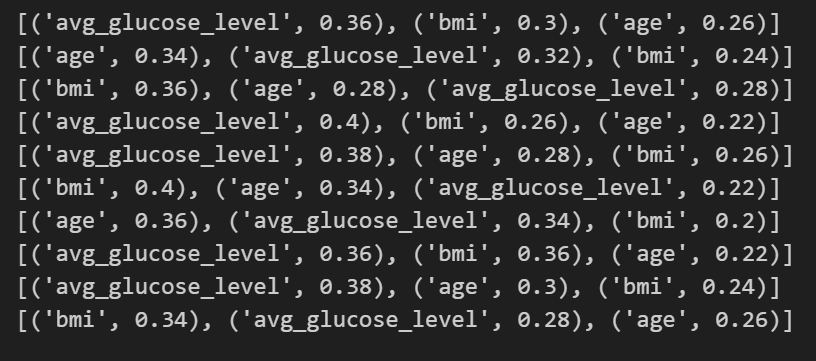 [('avg_glucose_level', 0.36), ('bmi', 0.3), ('age', 0.26)]
[('age', 0.34), ('avg_glucose_level', 0.32), ('bmi', 0.24)]
[('bmi', 0.36), ('age', 0.28), ('avg_glucose_level', 0.28)]
[('avg_glucose_level', 0.4), ('bmi', 0.26), ('age', 0.22)]
[('avg_glucose_level', 0.38), ('age', 0.28), ('bmi', 0.26)]
[('bmi', 0.4), ('age', 0.34), ('avg_glucose_level', 0.22)]
[('age', 0.36), ('avg_glucose_level', 0.34), ('bmi', 0.2)]
[('avg_glucose_level', 0.36), ('bmi', 0.36), ('age', 0.22)]
[('avg_glucose_level', 0.38), ('age', 0.3), ('bmi', 0.24)]
[('bmi', 0.34), ('avg_glucose_level', 0.28), ('age', 0.26)]